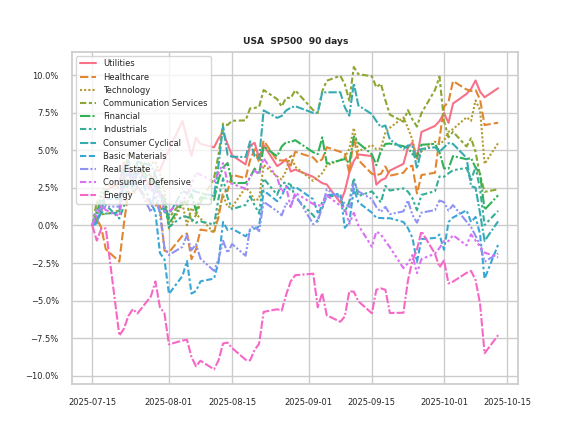 USA  SP500  90 days
10.0%
7.5%
5.0%
2.5%
0.0%
−2.5%
−5.0%
−7.5%
−10.0%
Utilities
Healthcare
Technology
Communication Services
Financial
Industrials
Consumer Cyclical
Basic Materials
Real Estate
Consumer Defensive
Energy
2025-07-15
2025-08-01
2025-08-15
2025-09-01
2025-09-15
2025-10-01
2025-10-15